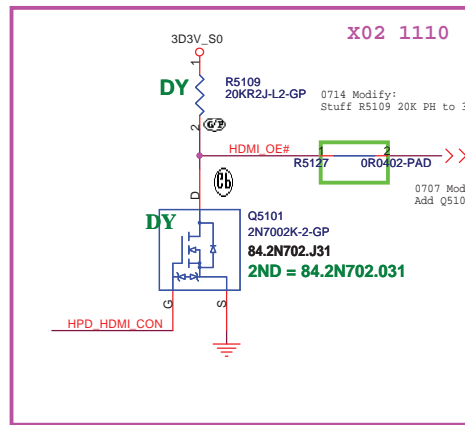 X02 1110
3D3V_S0
1
DY
R5109
20KR2J-L2-GP
0714 Modify:
Stuff R5109 20K PH to 3
2
HDMI_OE#
1
2
R5127
0R0402-PAD
0707 Mod
Add Q510
D
DY
Q5101
2N7002K-2-GP
84.2N702.J31
2ND = 84.2N702.031
G
S
HPD_HDMI_CON